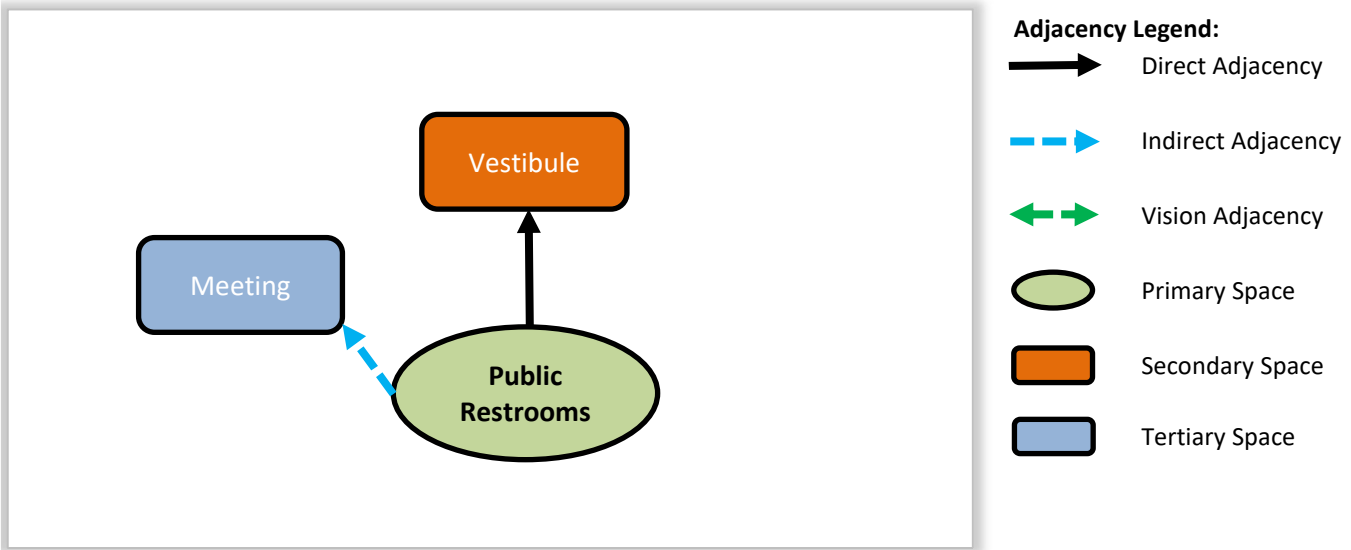 Vestibule
Meeting
Public
Restrooms
Adjacency Legend:
Direct Adjacency
Indirect Adjacency
Vision Adjacency
Primary Space
Secondary Space
Tertiary Space